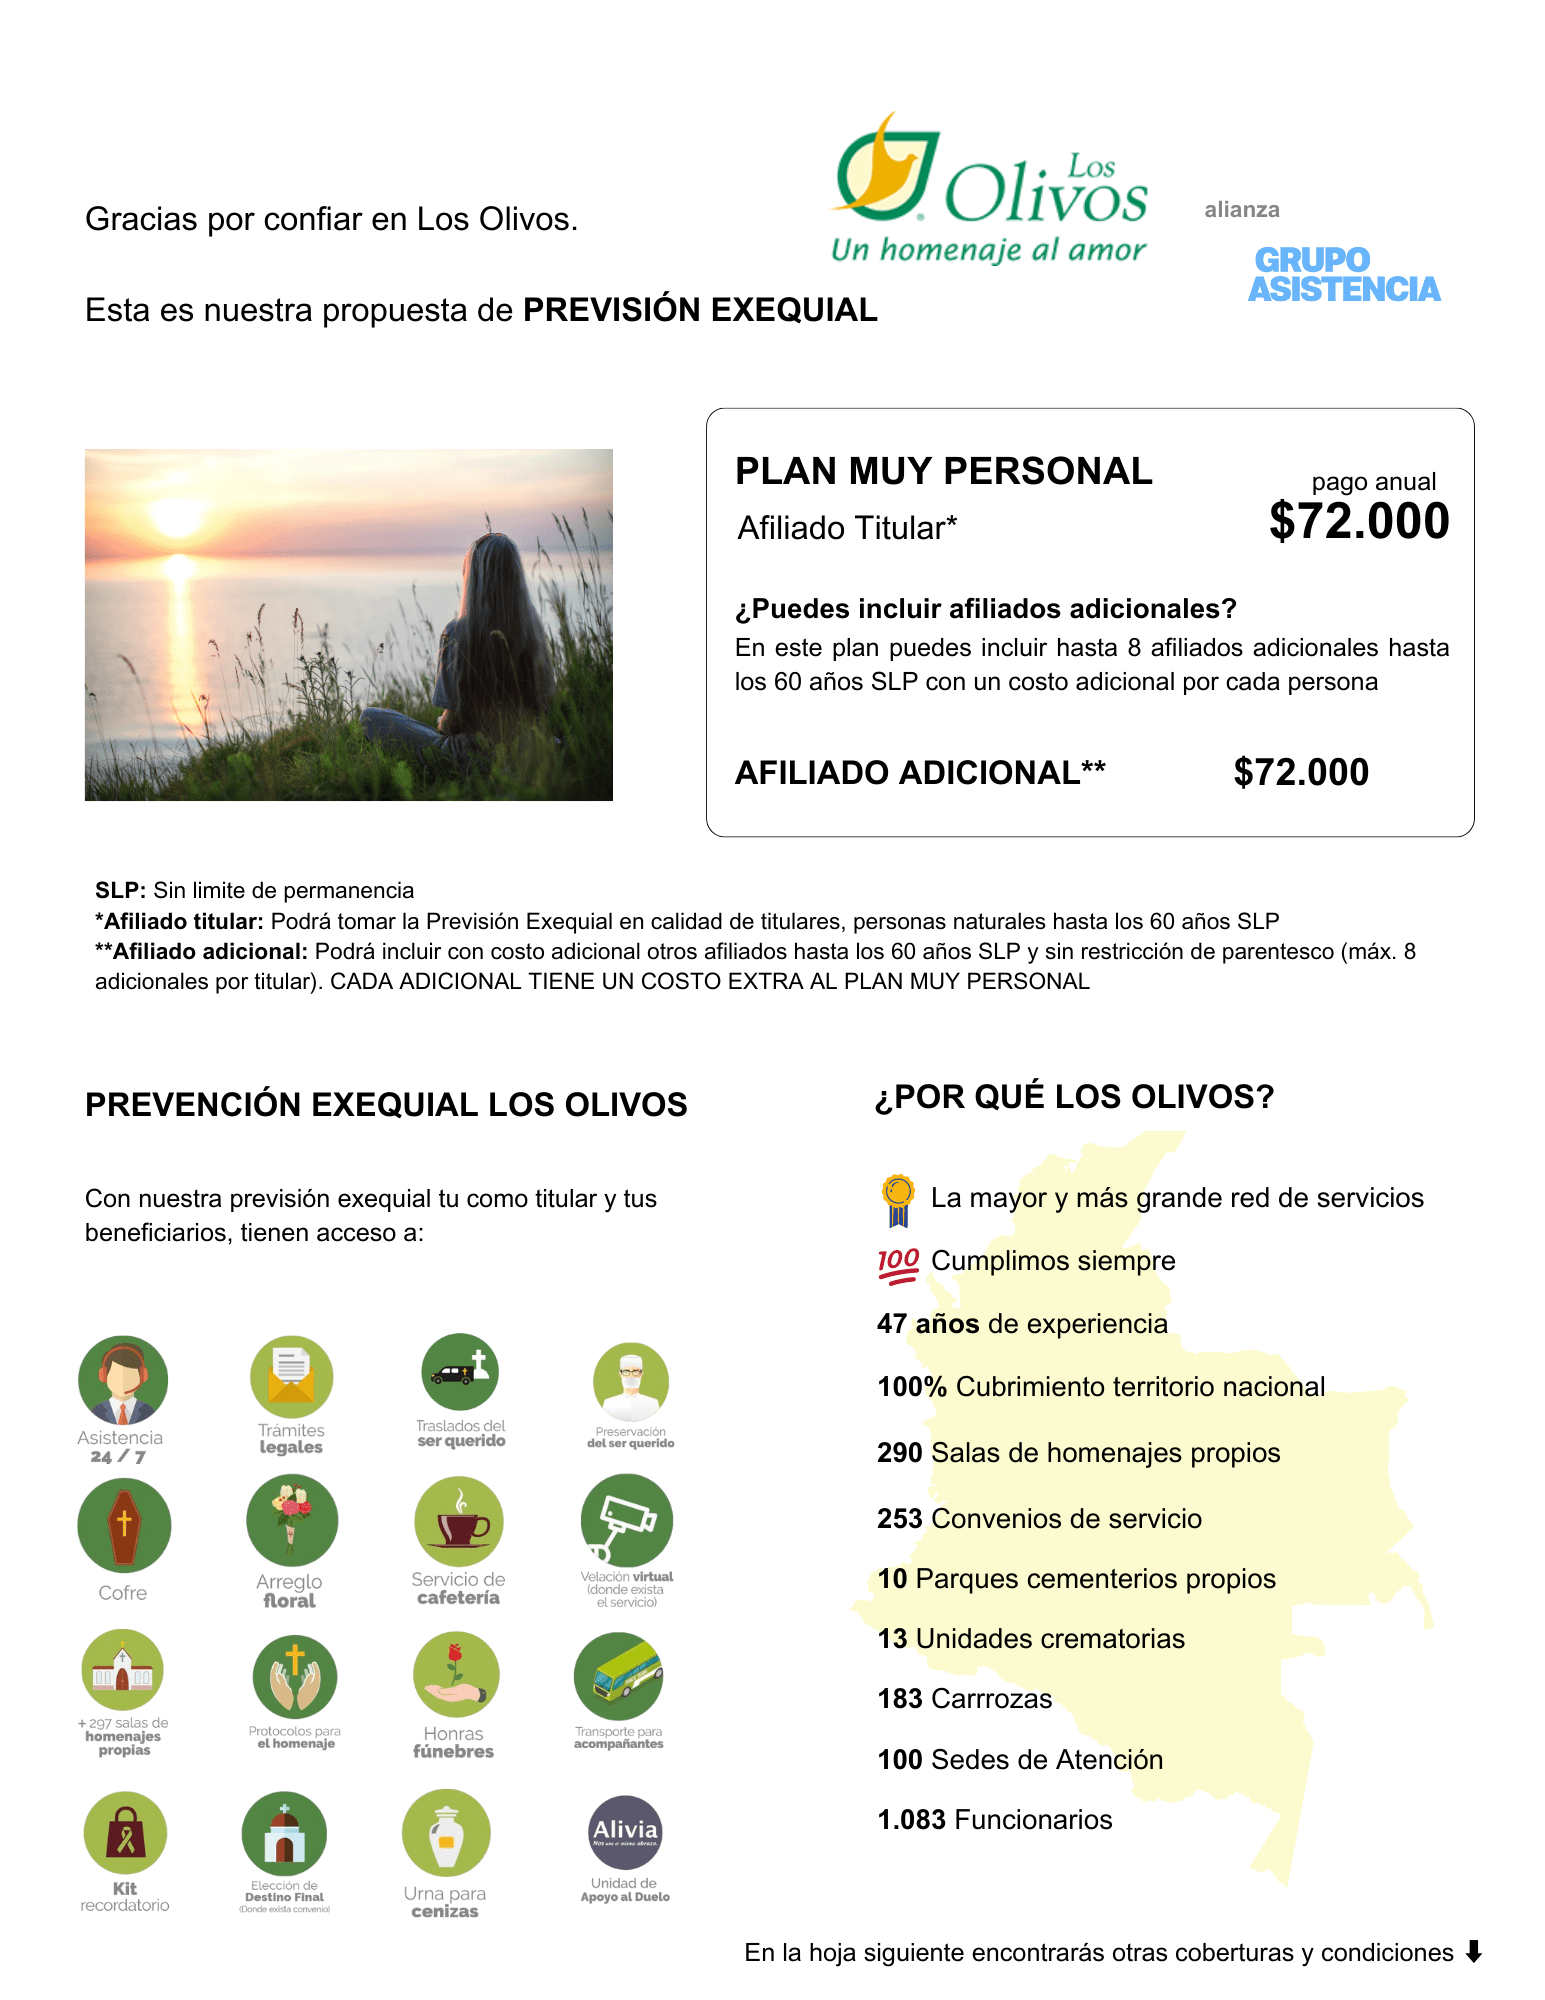 Los
Olivos
Un homenaje al amor
alianza
GRUPO
ASISTENCIA
Gracias por confiar en Los Olivos.
Esta es nuestra propuesta de PREVISIÓN EXEQUIAL
PLAN MUY PERSONAL
pago anual
Afiliado Titular*
$72.000
¿Puedes incluir afiliados adicionales?
En este plan puedes incluir hasta 8 afiliados adicionales hasta
los 60 años SLP con un costo adicional por cada persona
AFILIADO ADICIONAL** $72.000
SLP: Sin limite de permanencia
*Afiliado titular: Podrá tomar la Previsión Exequial en calidad de titulares, personas naturales hasta los 60 años SLP
**Afiliado adicional: Podrá incluir con costo adicional otros afiliados hasta los 60 años SLP y sin restricción de parentesco (máx. 8
adicionales por titular). CADA ADICIONAL TIENE UN COSTO EXTRA AL PLAN MUY PERSONAL
PREVENCIÓN EXEQUIAL LOS OLIVOS
Con nuestra previsión exequial tu como titular y tus
beneficiarios, tienen acceso a:
Asistencia
24 / 7
Trámites
legales
Traslados del
ser querido
Preservación
del ser querido
Cofre
Arreglo
floral
Servicio de
cafetería
Velación virtual
(donde exista
el servicio)
+ 297 salas de
homenajes
propias
Protocolos para
el homenaje
Honras
fúnebres
Transporte para
acompañantes
Kit
recordatorio
Elección de
Destino Final
(Donde exista convenio)
Urna para
cenizas
Alivia
Nos une el mismo abrazo.
Unidad de
Apoyo al Duelo
¿POR QUÉ LOS OLIVOS?
La mayor y más grande red de servicios
100 Cumplimos siempre
47 años de experiencia
100% Cubrimiento territorio nacional
290 Salas de homenajes propios
253 Convenios de servicio
10 Parques cementerios propios
13 Unidades crematorias
183 Carrrozas
100 Sedes de Atención
1.083 Funcionarios
En la hoja siguiente encontrarás otras coberturas y condiciones